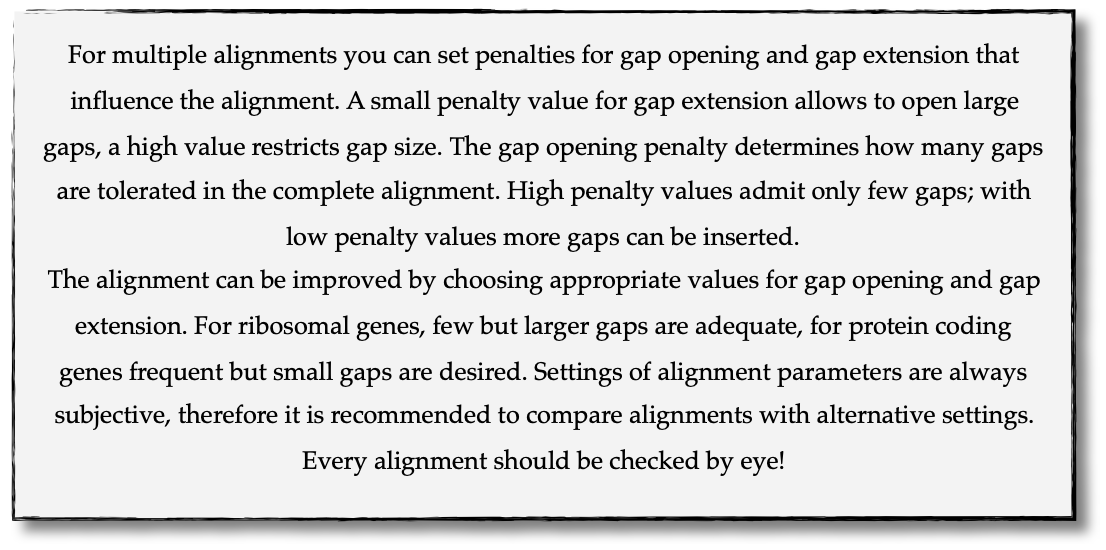 For multiple alignments you can set penalties for gap opening and gap extension that
influence the alignment. A small penalty value for gap extension allows to open large
gaps, a high value restricts gap size. The gap opening penalty determines how many gaps
are tolerated in the complete alignment. High penalty values admit only few gaps; with
low penalty values more gaps can be inserted.
The alignment can be improved by choosing appropriate values for gap opening and gap
extension. For ribosomal genes, few but larger gaps are adequate, for protein coding
genes frequent but small gaps are desired. Settings of alignment parameters are always
subjective, therefore it is recommended to compare alignments with alternative settings.
Every alignment should be checked by eye!